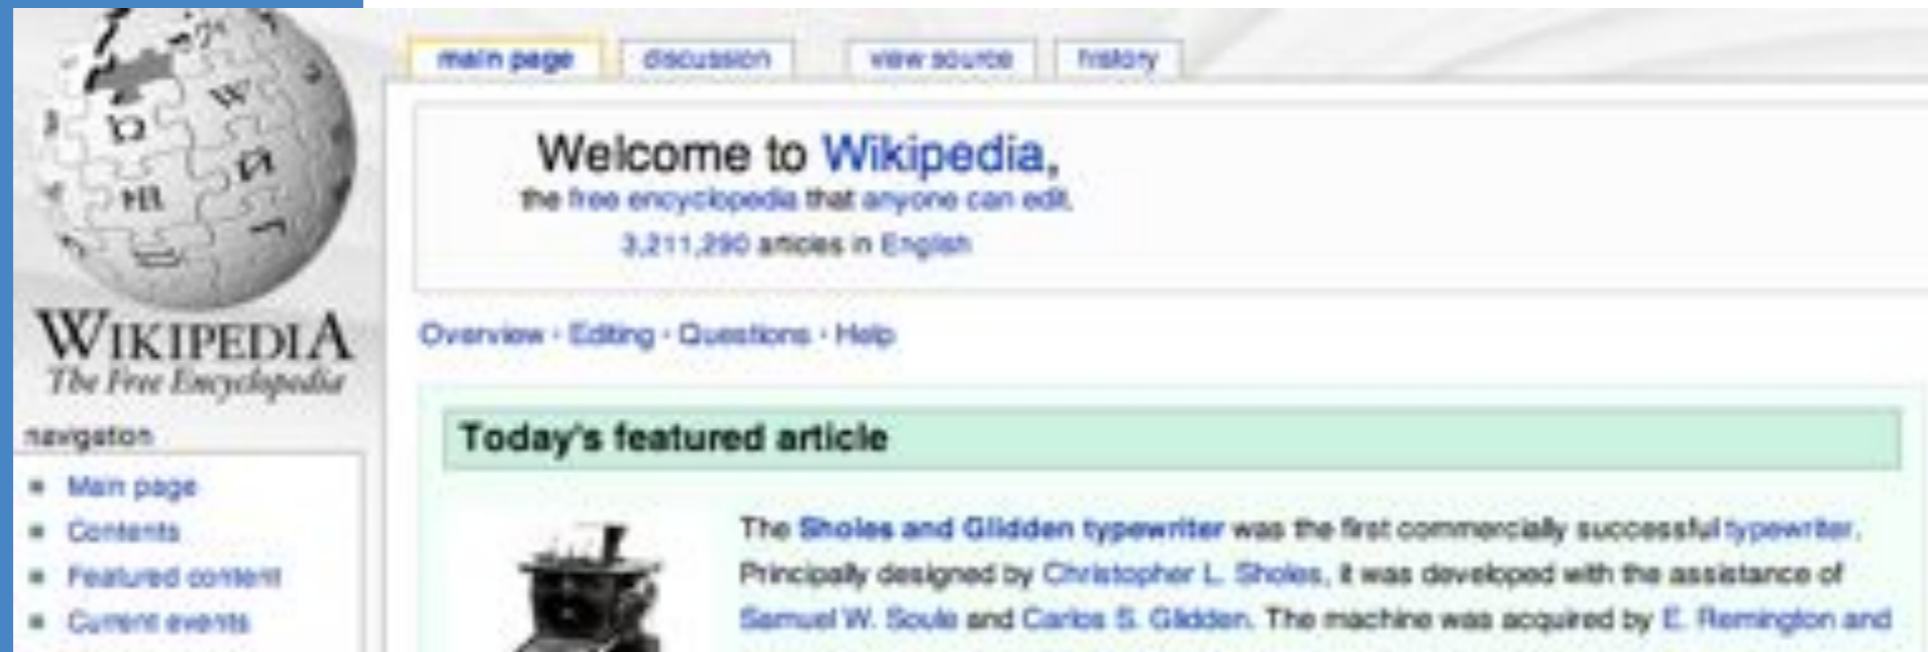 main page discussion view source history
Welcome to Wikipedia,
the free encyclopedia that anyone can edit.
3,211,290 articles in English
WIKIPEDIA
The Free Encyclopedia
Overview · Editing · Questions · Help
navigation
Main page
Contents
Featured content
Current events
Today's featured article
The Sholes and Glidden typewriter was the first commercially successful typewriter.
Principally designed by Christopher L. Sholes, it was developed with the assistance of
Samuel W. Soule and Carlos S. Glidden. The machine was acquired by E. Remington and